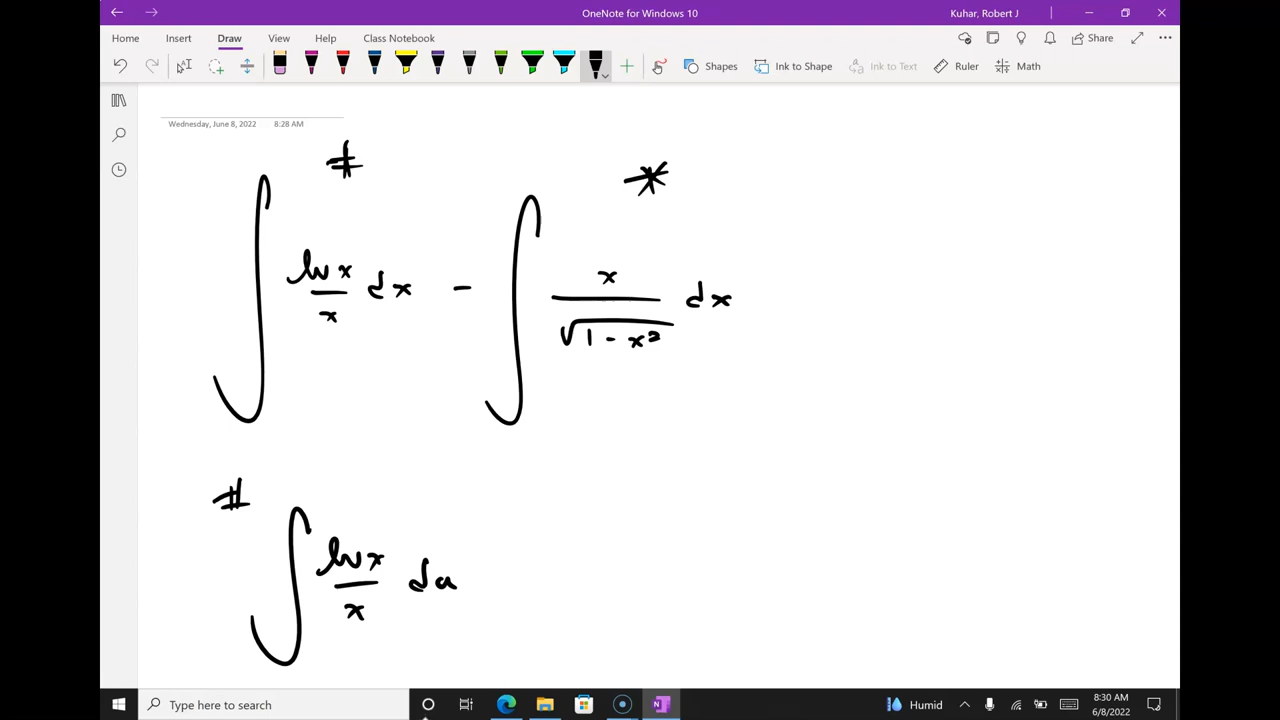 OneNote for Windows 10
Kuhar, Robert J
Home Insert Draw View Help Class Notebook
Share
Shapes Ink to Shape Ink to Text Ruler Math
Wednesday, June 8, 2022 8:28 AM
# *
∫ ln x / x dx - ∫ x / √(1 - x²) dx
#
∫ ln x / x du
Type here to search
Humid
8:30 AM
6/8/2022